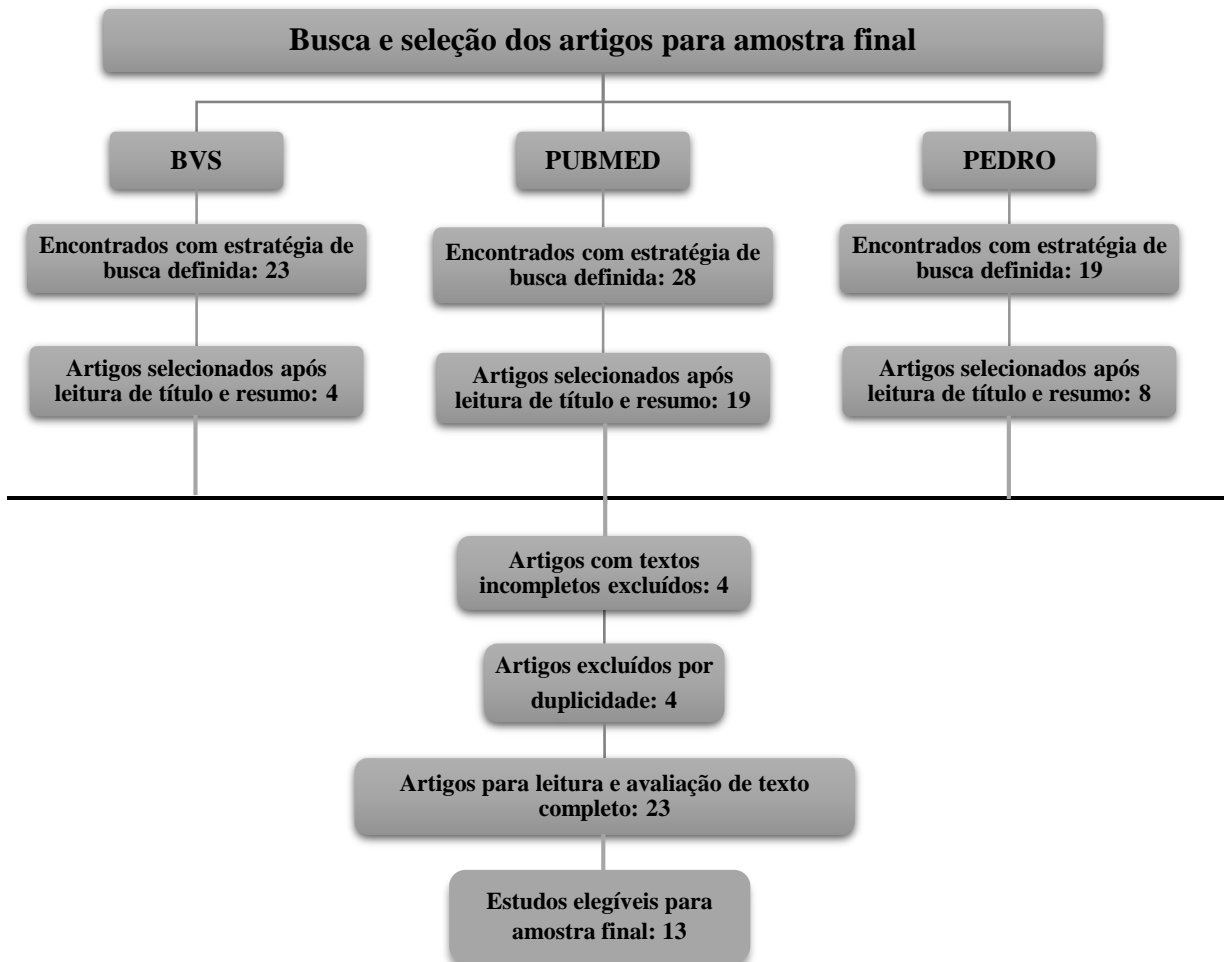 Busca e seleção dos artigos para amostra final
BVS
PUBMED
PEDRO
Encontrados com estratégia de
busca definida: 23
Encontrados com estratégia de
busca definida: 28
Encontrados com estratégia de
busca definida: 19
Artigos selecionados após
leitura de título e resumo: 4
Artigos selecionados após
leitura de título e resumo: 19
Artigos selecionados após
leitura de título e resumo: 8
Artigos com textos
incompletos excluídos: 4
Artigos excluídos por
duplicidade: 4
Artigos para leitura e avaliação de texto
completo: 23
Estudos elegíveis para
amostra final: 13